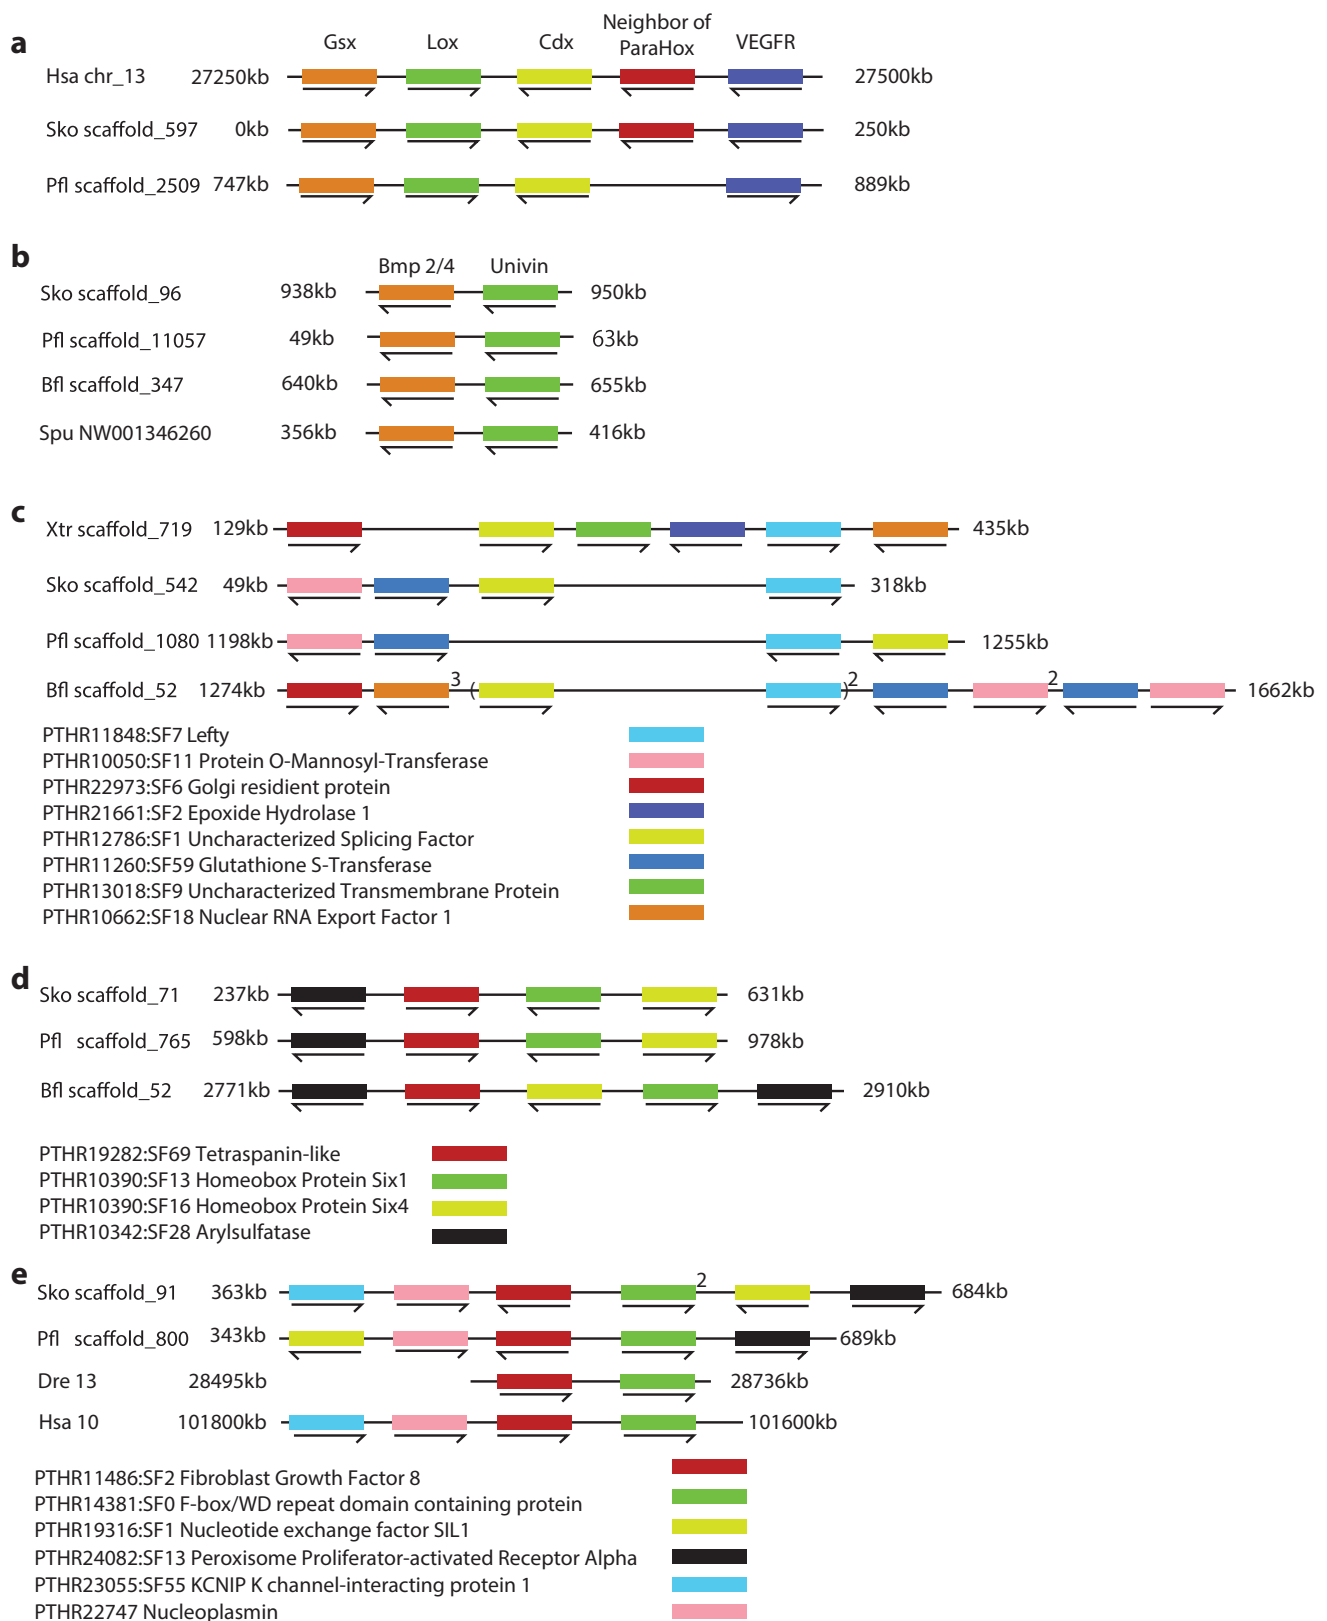 a
Gsx Lox Cdx Neighbor of ParaHox VEGFR
Hsa chr_13 27250kb 27500kb
Sko scaffold_597 0kb 250kb
Pfl scaffold_2509 747kb 889kb
b
Bmp 2/4 Univin
Sko scaffold_96 938kb 950kb
Pfl scaffold_11057 49kb 63kb
Bfl scaffold_347 640kb 655kb
Spu NW001346260 356kb 416kb
c
Xtr scaffold_719 129kb 435kb
Sko scaffold_542 49kb 318kb
Pfl scaffold_1080 1198kb 1255kb
Bfl scaffold_52 1274kb 3 ( )2 2 1662kb
PTHR11848:SF7 Lefty
PTHR10050:SF11 Protein O-Mannosyl-Transferase
PTHR22973:SF6 Golgi residient protein
PTHR21661:SF2 Epoxide Hydrolase 1
PTHR12786:SF1 Uncharacterized Splicing Factor
PTHR11260:SF59 Glutathione S-Transferase
PTHR13018:SF9 Uncharacterized Transmembrane Protein
PTHR10662:SF18 Nuclear RNA Export Factor 1
d
Sko scaffold_71 237kb 631kb
Pfl scaffold_765 598kb 978kb
Bfl scaffold_52 2771kb 2910kb
PTHR19282:SF69 Tetraspanin-like
PTHR10390:SF13 Homeobox Protein Six1
PTHR10390:SF16 Homeobox Protein Six4
PTHR10342:SF28 Arylsulfatase
e
Sko scaffold_91 363kb 2 684kb
Pfl scaffold_800 343kb 689kb
Dre 13 28495kb 28736kb
Hsa 10 101800kb 101600kb
PTHR11486:SF2 Fibroblast Growth Factor 8
PTHR14381:SF0 F-box/WD repeat domain containing protein
PTHR19316:SF1 Nucleotide exchange factor SIL1
PTHR24082:SF13 Peroxisome Proliferator-activated Receptor Alpha
PTHR23055:SF55 KCNIP K channel-interacting protein 1
PTHR22747 Nucleoplasmin